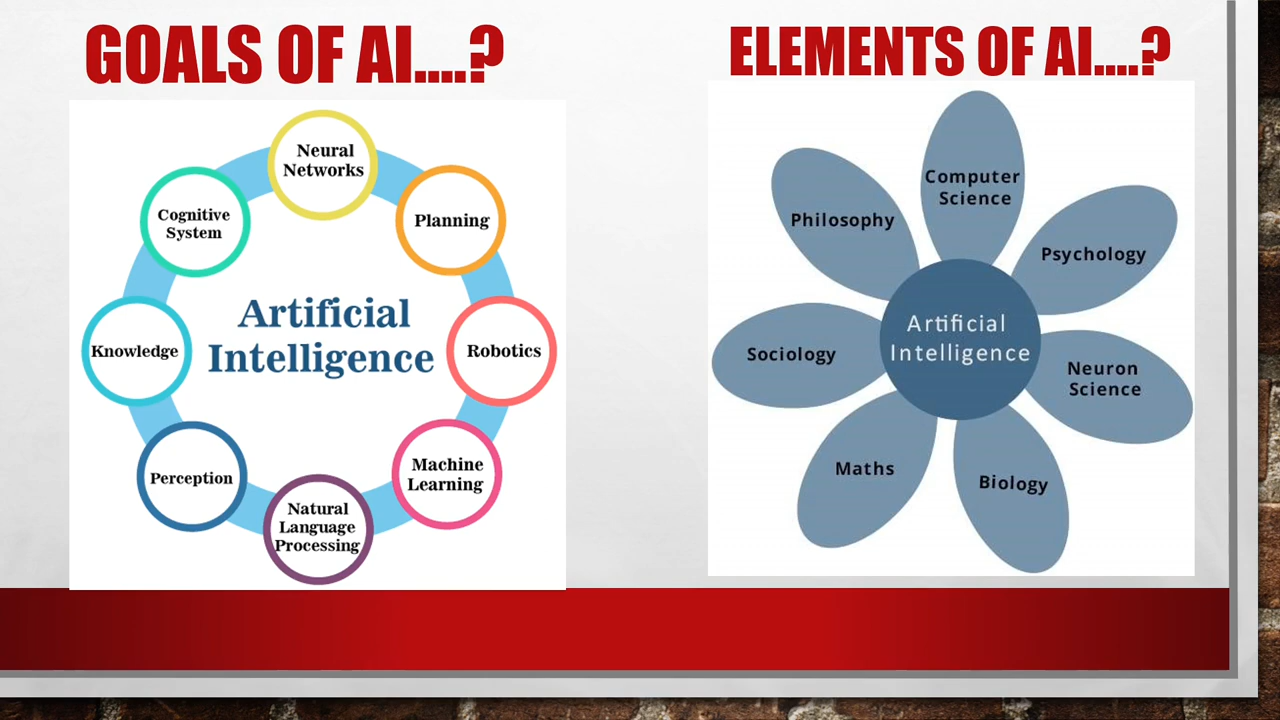 GOALS OF AI....?
Neural
Networks
Planning
Robotics
Machine
Learning
Natural
Language
Processing
Perception
Knowledge
Cognitive
System
Artificial
Intelligence
ELEMENTS OF AI....?
Computer
Science
Psychology
Neuron
Science
Biology
Maths
Sociology
Philosophy
Artificial
Intelligence